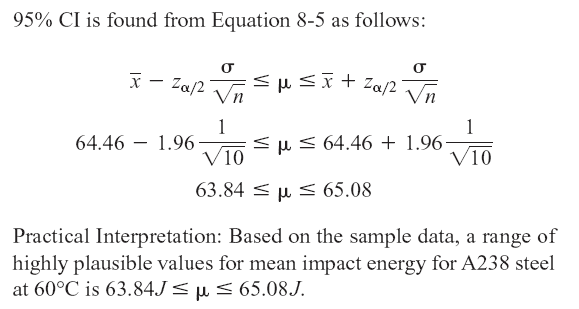 95% CI is found from Equation 8-5 as follows:
x̄ − z_{α/2} σ/√n ≤ μ ≤ x̄ + z_{α/2} σ/√n
64.46 − 1.96 1/√10 ≤ μ ≤ 64.46 + 1.96 1/√10
63.84 ≤ μ ≤ 65.08
Practical Interpretation: Based on the sample data, a range of
highly plausible values for mean impact energy for A238 steel
at 60°C is 63.84J ≤ μ ≤ 65.08J.